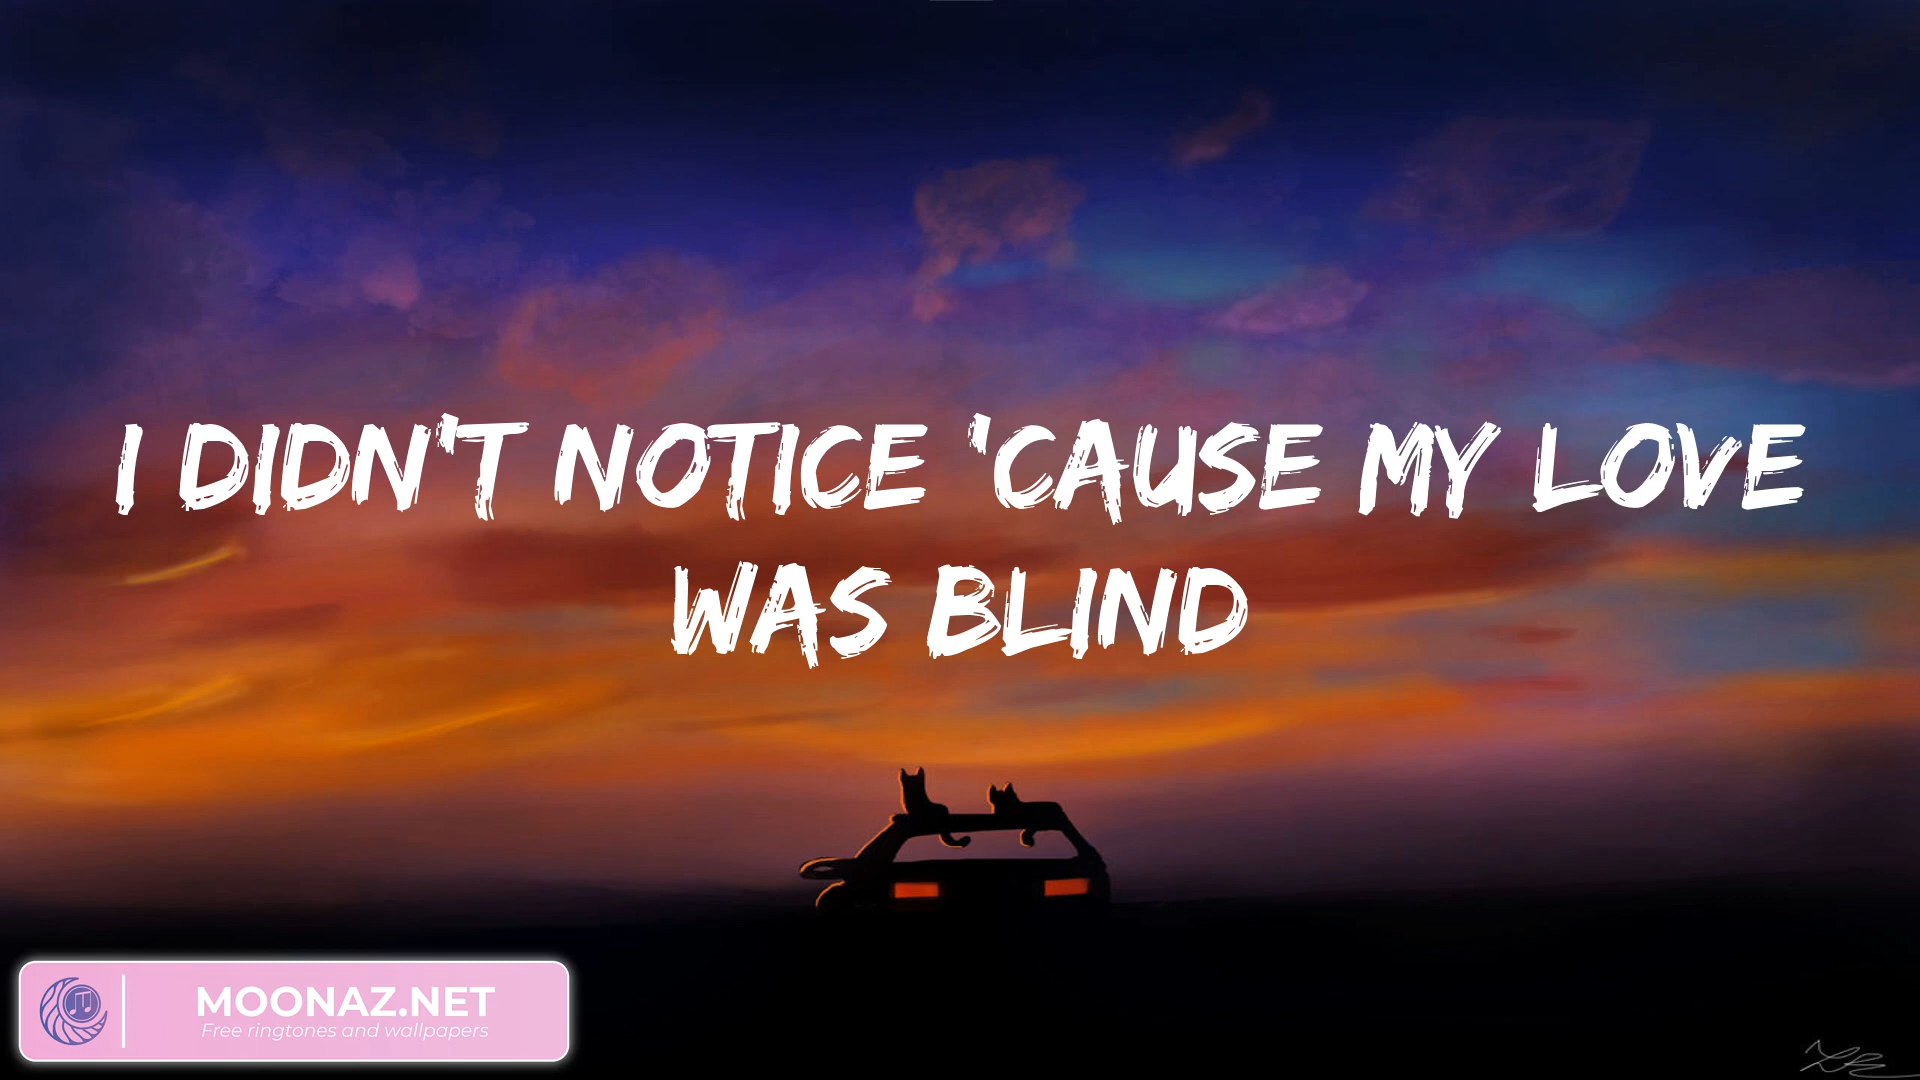 I DIDN'T NOTICE 'CAUSE MY LOVE
WAS BLIND
MOONAZ.NET
Free ringtones and wallpapers